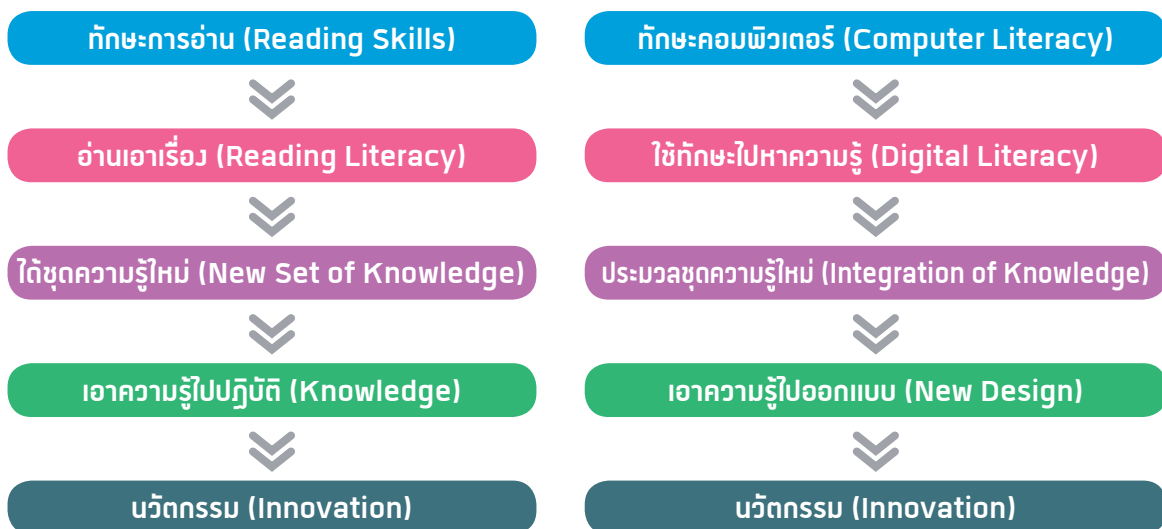 ทักษะการอ่าน (Reading Skills)
อ่านเอาเรื่อง (Reading Literacy)
ได้ชุดความรู้ใหม่ (New Set of Knowledge)
เอาความรู้ไปปฏิบัติ (Knowledge)
นวัตกรรม (Innovation)
ทักษะคอมพิวเตอร์ (Computer Literacy)
ใช้ทักษะไปหาความรู้ (Digital Literacy)
ประมวลชุดความรู้ใหม่ (Integration of Knowledge)
เอาความรู้ไปออกแบบ (New Design)
นวัตกรรม (Innovation)